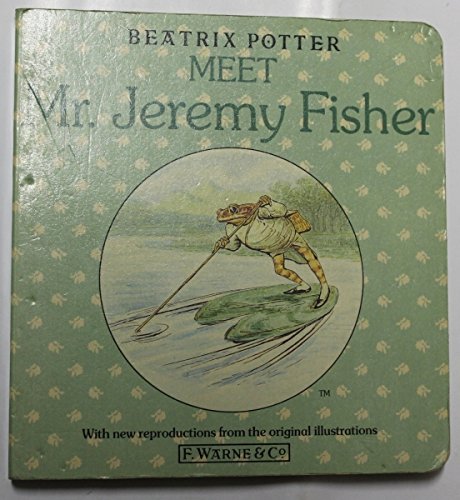 BEATRIX POTTER
MEET
Mr. Jeremy Fisher
TM
With new reproductions from the original illustrations
F. WARNE & Co